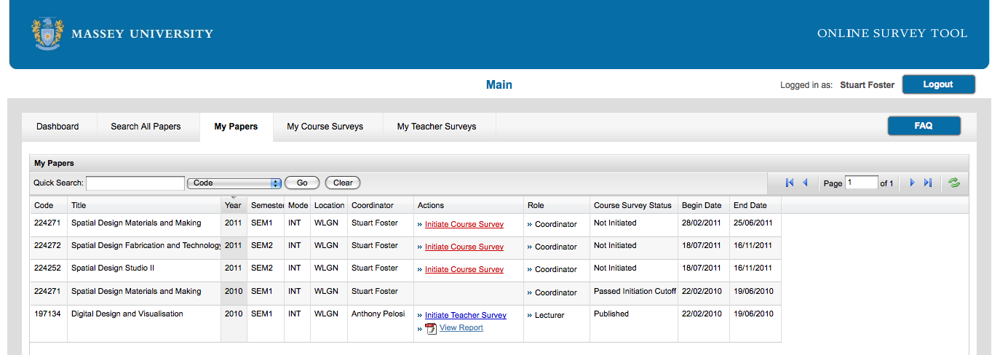 MASSEY UNIVERSITY
ONLINE SURVEY TOOL
Main
Logged in as: Stuart Foster Logout
Dashboard Search All Papers My Papers My Course Surveys My Teacher Surveys FAQ
My Papers
Quick Search: Code Go Clear Page 1 of 1
Code Title Year Semester Mode Location Coordinator Actions Role Course Survey Status Begin Date End Date
224271 Spatial Design Materials and Making 2011 SEM1 INT WLGN Stuart Foster » Initiate Course Survey » Coordinator Not Initiated 28/02/2011 25/06/2011
224272 Spatial Design Fabrication and Technology 2011 SEM2 INT WLGN Stuart Foster » Initiate Course Survey » Coordinator Not Initiated 18/07/2011 16/11/2011
224252 Spatial Design Studio II 2011 SEM2 INT WLGN Stuart Foster » Initiate Course Survey » Coordinator Not Initiated 18/07/2011 16/11/2011
224271 Spatial Design Materials and Making 2010 SEM1 INT WLGN Stuart Foster » Coordinator Passed Initiation Cutoff 22/02/2010 19/06/2010
197134 Digital Design and Visualisation 2010 SEM1 INT WLGN Anthony Pelosi » Initiate Teacher Survey » Lecturer Published 22/02/2010 19/06/2010
» View Report